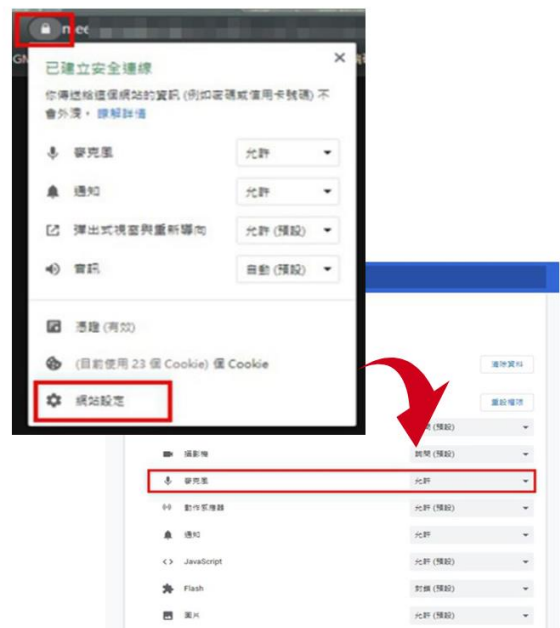 已建立安全連線
你傳送給這個網站的資訊 (例如密碼或信用卡號碼) 不
會外洩。瞭解詳情
麥克風 允許
通知 允許
彈出式視窗與重新導向 允許 (預設)
音訊 自動 (預設)
憑證 (有效)
(目前使用 23 個 Cookie) 個 Cookie
網站設定
清除資料
重設權限
(預設)
攝影機 詢問 (預設)
麥克風 允許
動作感應器 允許 (預設)
通知 允許
JavaScript 允許 (預設)
Flash 封鎖 (預設)
圖片 允許 (預設)